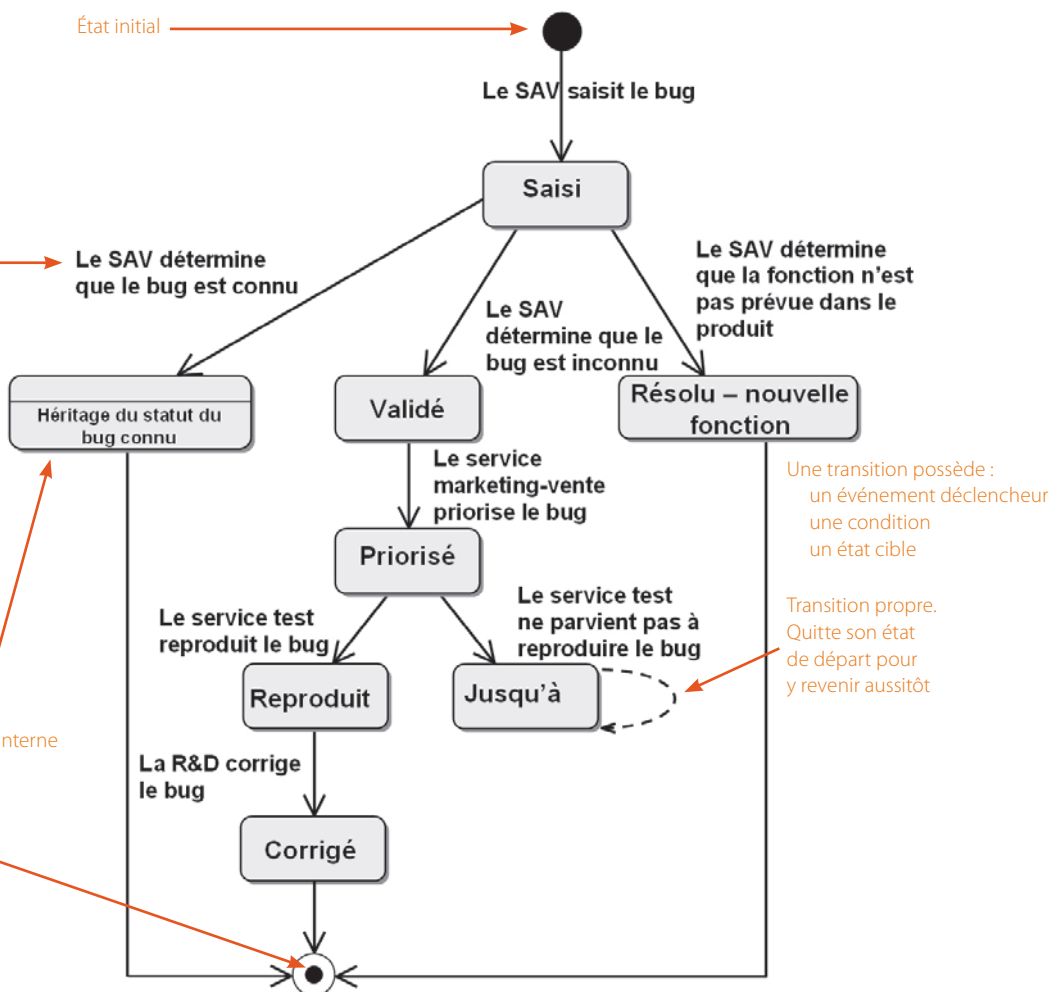 État initial
Le SAV saisit le bug
Saisi
Le SAV détermine
que le bug est connu
Le SAV
détermine que le
bug est inconnu
Le SAV détermine
que la fonction n'est
pas prévue dans le
produit
Héritage du statut du
bug connu
Validé
Résolu – nouvelle
fonction
Le service
marketing-vente
priorise le bug
Une transition possède :
un événement déclencheur
une condition
un état cible
Priorisé
Le service test
reproduit le bug
Le service test
ne parvient pas à
reproduire le bug
Transition propre.
Quitte son état
de départ pour
y revenir aussitôt
Reproduit
Jusqu'à
nterne
La R&D corrige
le bug
Corrigé